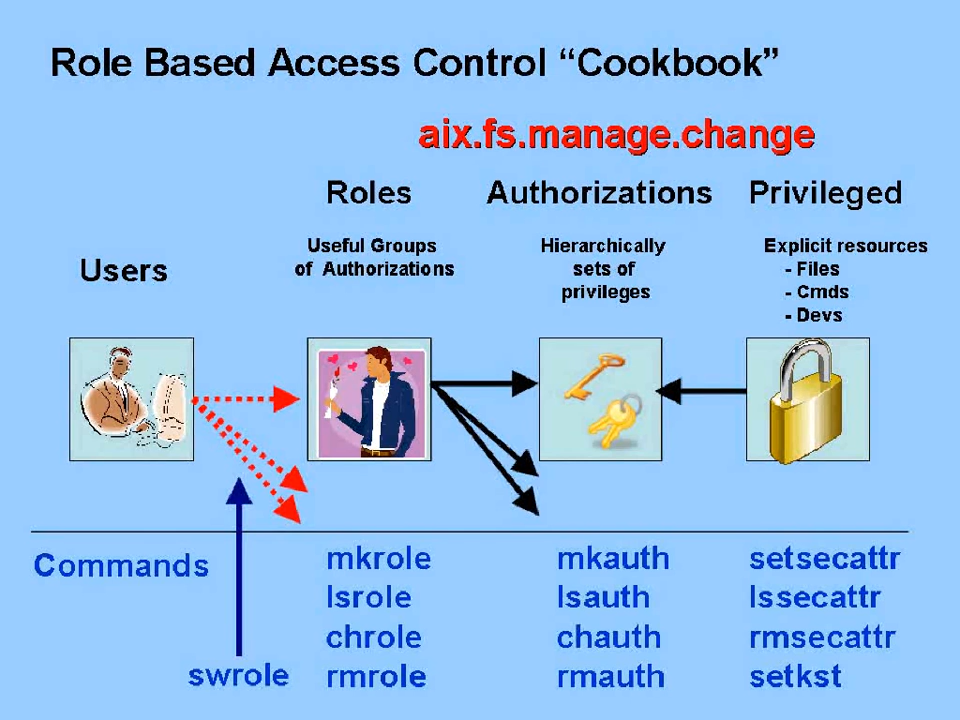 Role Based Access Control “Cookbook”
aix.fs.manage.change
Users
Roles
Useful Groups
of Authorizations
Authorizations
Hierarchically
sets of
privileges
Privileged
Explicit resources
- Files
- Cmds
- Devs
Commands
swrole
mkrole
lsrole
chrole
rmrole
mkauth
lsauth
chauth
rmauth
setsecattr
lssecattr
rmsecattr
setkst